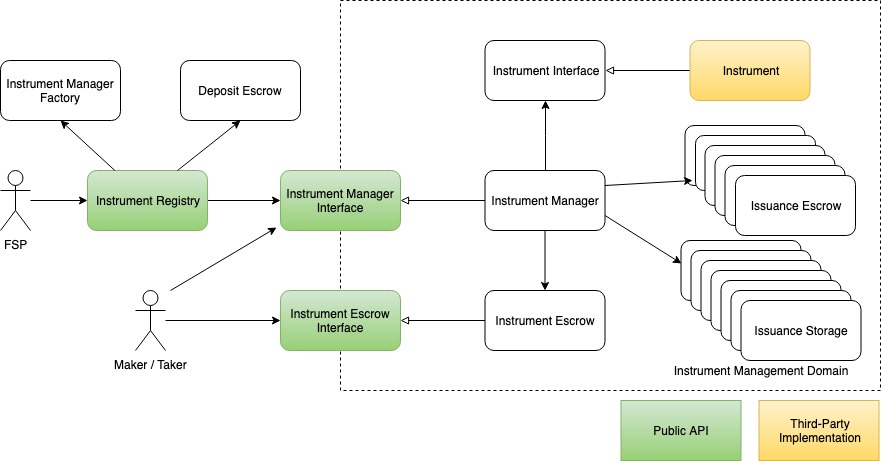 Instrument Manager
Factory
Deposit Escrow
Instrument Interface
Instrument
FSP
Instrument Registry
Instrument Manager
Interface
Instrument Manager
Issuance Escrow
Maker / Taker
Instrument Escrow
Interface
Instrument Escrow
Issuance Storage
Instrument Management Domain
Public API
Third-Party
Implementation